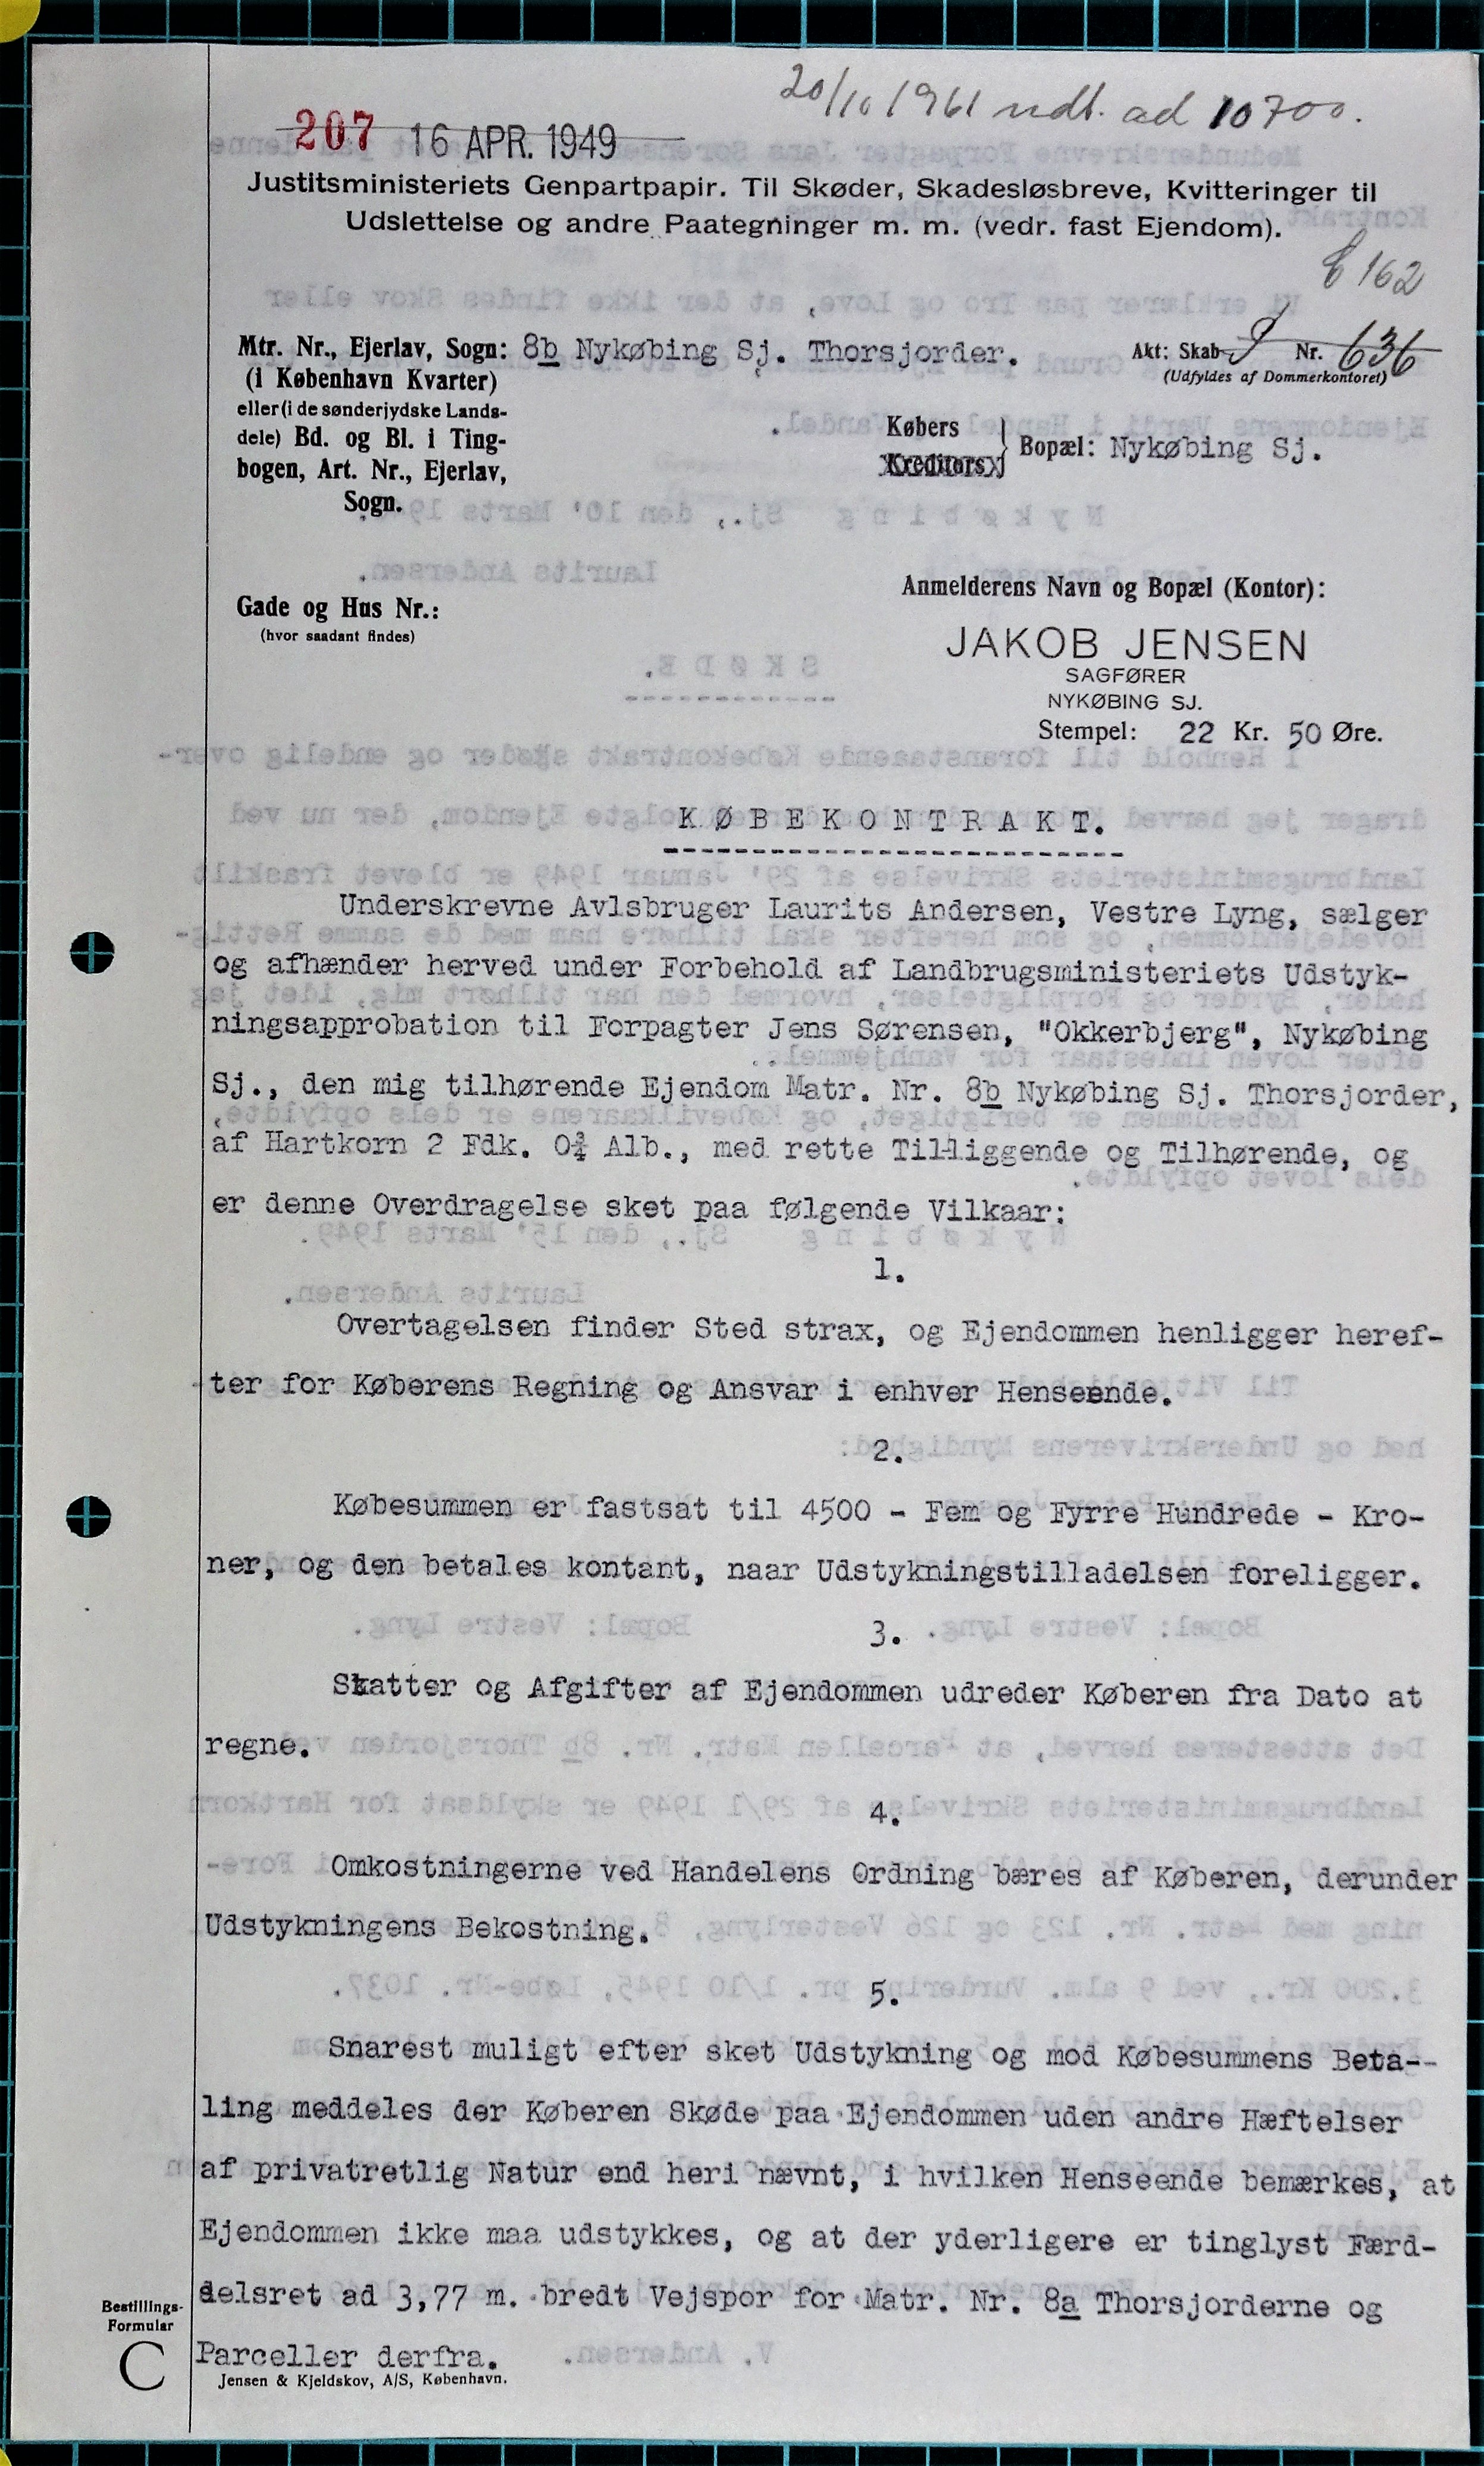 20/10 1961 udt. ad 10700.
207 16 APR. 1949
Justitsministeriets Genpartpapir. Til Skøder, Skadesløsbreve, Kvitteringer til
Udslettelse og andre Paategninger m. m. (vedr. fast Ejendom).
162
Mtr. Nr., Ejerlav, Sogn: 8b Nykøbing Sj. Thorsjorder.
(i København Kvarter)
eller (i de sønderjydske Lands-
dele) Bd. og Bl. i Ting-
bogen, Art. Nr., Ejerlav,
Sogn.
Akt: Skab Nr. 636
(Udfyldes af Dommerkontoret)
Købers
Kreditors
Bopæl: Nykøbing Sj.
Gade og Hus Nr.:
(hvor saadant findes)
Anmelderens Navn og Bopæl (Kontor):
JAKOB JENSEN
SAGFØRER
NYKØBING SJ.
Stempel: 22 Kr. 50 Øre.
KØBEKONTRAKT.
Underskrevne Avlsbruger Laurits Andersen, Vestre Lyng, sælger
og afhænder herved under Forbehold af Landbrugsministeriets Udstyk-
ningsapprobation til Forpagter Jens Sørensen, "Okkerbjerg", Nykøbing
Sj., den mig tilhørende Ejendom Matr. Nr. 8b Nykøbing Sj. Thorsjorder,
af Hartkorn 2 Fdk. 0¾ Alb., med rette Tilliggende og Tilhørende, og
er denne Overdragelse sket paa følgende Vilkaar:
1.
Overtagelsen finder Sted strax, og Ejendommen henligger heref-
ter for Køberens Regning og Ansvar i enhver Henseende.
2.
Købesummen er fastsat til 4500 - Fem og Fyrre Hundrede - Kro-
ner, og den betales kontant, naar Udstykningstilladelsen foreligger.
3.
Skatter og Afgifter af Ejendommen udreder Køberen fra Dato at
regne.
4.
Omkostningerne ved Handelens Ordning bæres af Køberen, derunder
Udstykningens Bekostning.
5.
Snarest muligt efter sket Udstykning og mod Købesummens Beta--
ling meddeles der Køberen Skøde paa Ejendommen uden andre Hæftelser
af privatretlig Natur end heri nævnt, i hvilken Henseende bemærkes, at
Ejendommen ikke maa udstykkes, og at der yderligere er tinglyst Færd-
delsret ad 3,77 m. bredt Vejspor for Matr. Nr. 8a Thorsjorderne og
Parceller derfra.
Bestillings-
Formular
C
Jensen & Kjeldskov, A/S, København.